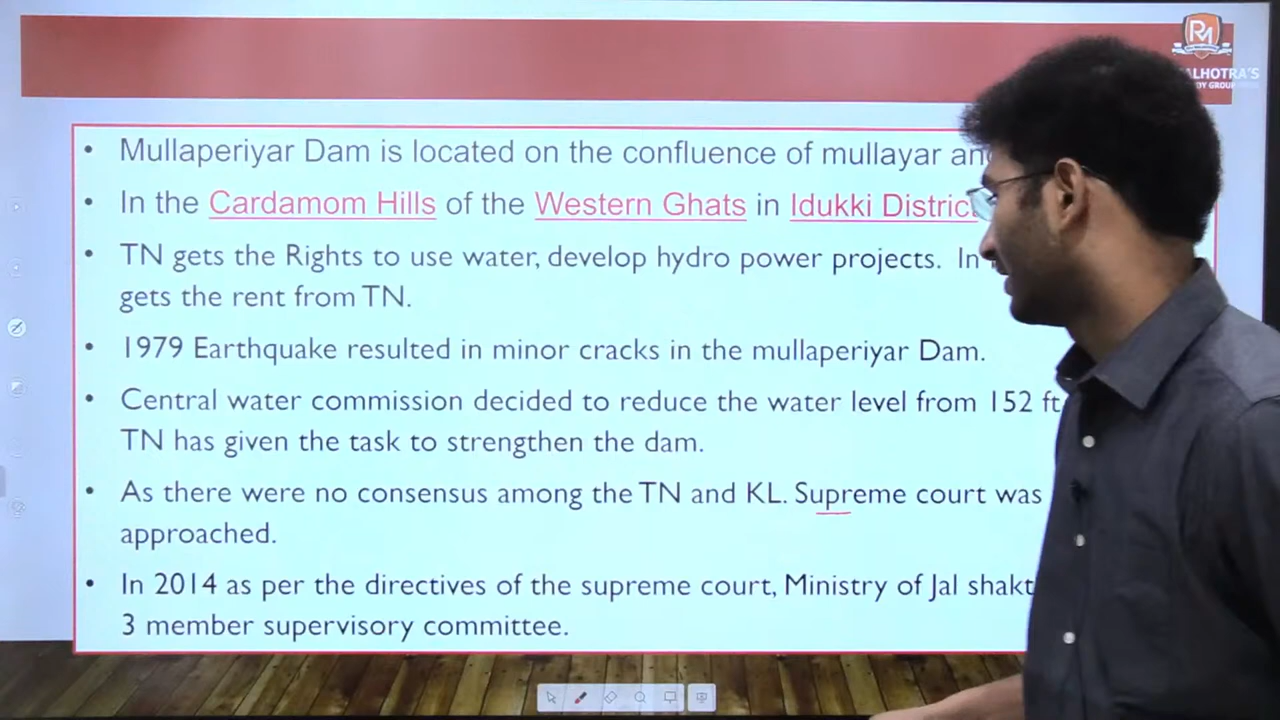 RM
ALHOTRA'S
DY GROUP
• Mullaperiyar Dam is located on the confluence of mullayar
• In the Cardamom Hills of the Western Ghats in Idukki District
• TN gets the Rights to use water, develop hydro power projects. In
gets the rent from TN.
• 1979 Earthquake resulted in minor cracks in the mullaperiyar Dam.
• Central water commission decided to reduce the water level from 152 ft
TN has given the task to strengthen the dam.
• As there were no consensus among the TN and KL. Supreme court was
approached.
• In 2014 as per the directives of the supreme court, Ministry of Jal shakt
3 member supervisory committee.